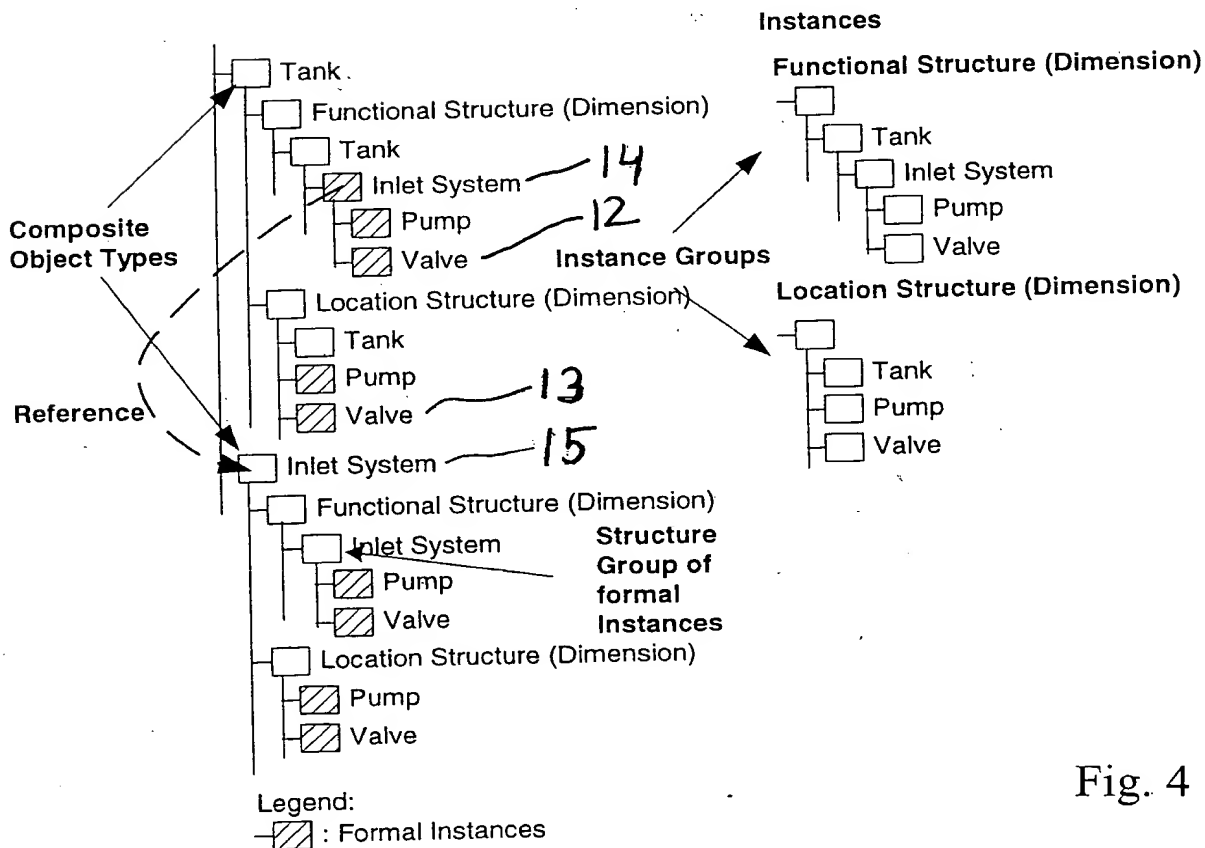 Tank.
Functional Structure (Dimension)
Tank
Inlet System 14
Pump
Valve 12
Composite
Object Types
Location Structure (Dimension)
Tank
Pump
Valve 13
Reference
Inlet System 15
Functional Structure (Dimension)
Inlet System
Pump
Valve
Structure
Group of
formal
Instances
Location Structure (Dimension)
Pump
Valve
Legend:
: Formal Instances
Instances
Functional Structure (Dimension)
Tank
Inlet System
Pump
Valve
Instance Groups
Location Structure (Dimension)
Tank
Pump
Valve
Fig. 4